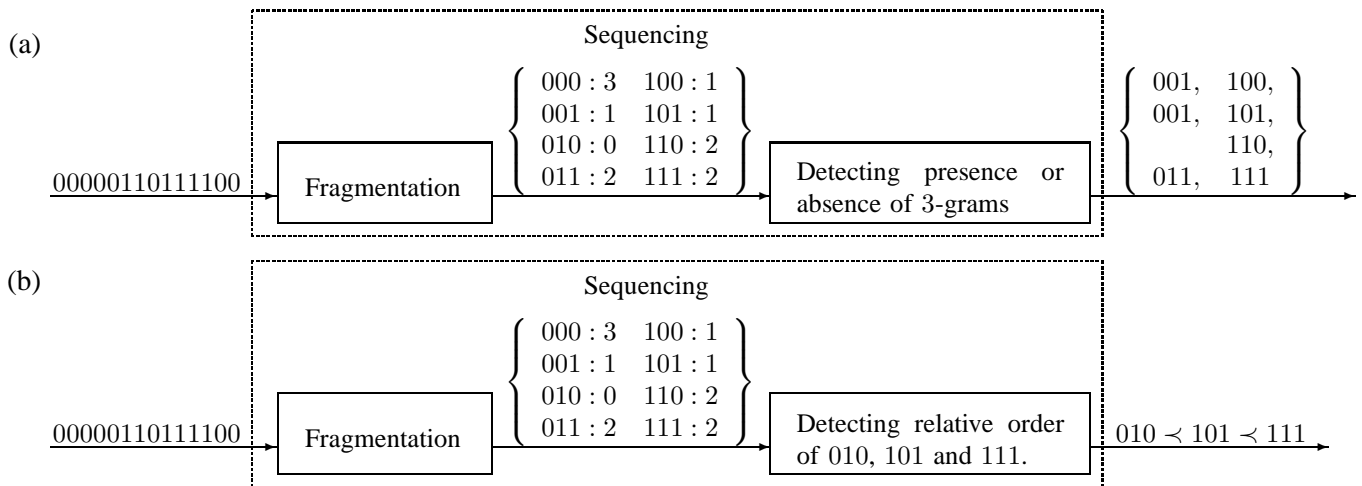 (a)
Sequencing
000 : 3 100 : 1
001 : 1 101 : 1
010 : 0 110 : 2
011 : 2 111 : 2
001, 100,
001, 101,
110,
011, 111
00000110111100
Fragmentation
Detecting presence or
absence of 3-grams
(b)
Sequencing
000 : 3 100 : 1
001 : 1 101 : 1
010 : 0 110 : 2
011 : 2 111 : 2
00000110111100
Fragmentation
Detecting relative order
of 010, 101 and 111.
010 ≺ 101 ≺ 111